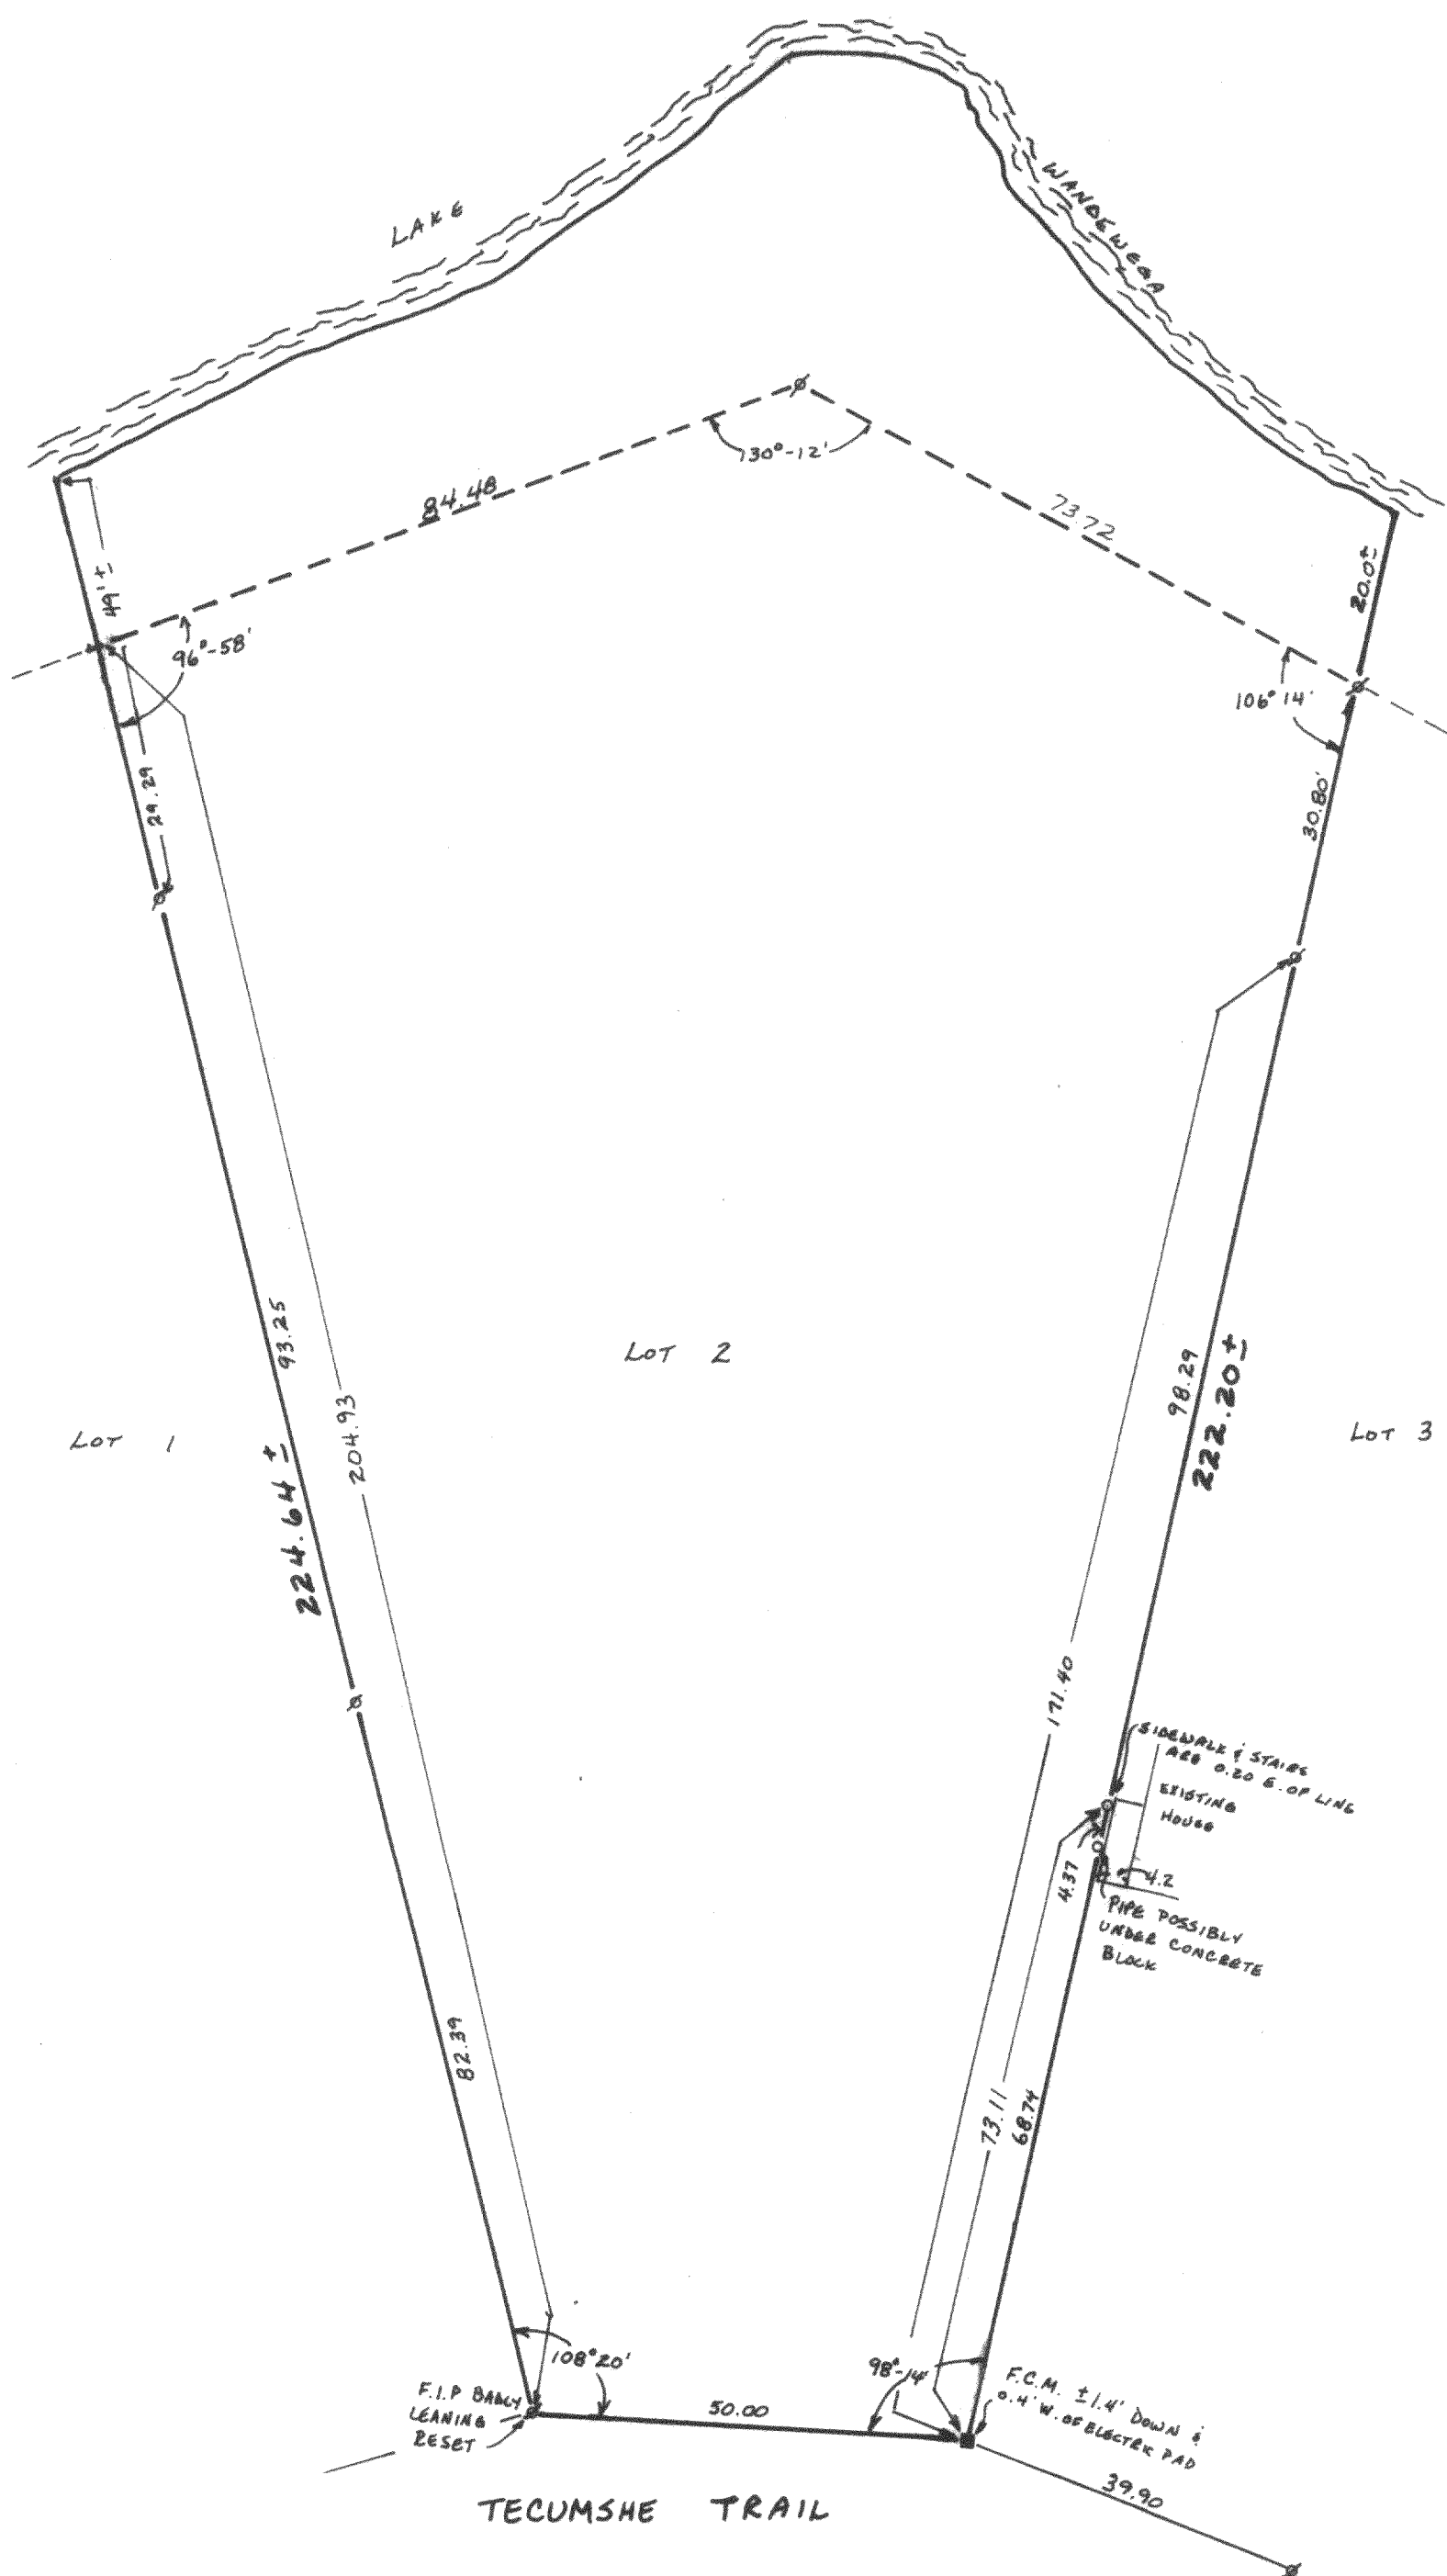 LAKE
WANDEWEGA
130°-12'
84.48
73.72
49' ±
20.0±
96°-58'
106° 14'
29.29
30.80'
93.25
98.29
LOT 2
222.20±
204.93
LOT 1
LOT 3
224.64 ±
171.40
SIDEWALK & STAIRS
ARE 0.20 E. OF LINE
EXISTING
HOUSE
4.37
4.2
PIPE POSSIBLY
UNDER CONCRETE
BLOCK
82.39
73.11
68.74
108°20'
98°-14'
F.I.P BADLY
LEANING
RESET
50.00
F.C.M. ±1.4' DOWN &
0.4' W. OF ELECTRIC PAD
39.90
TECUMSHE TRAIL